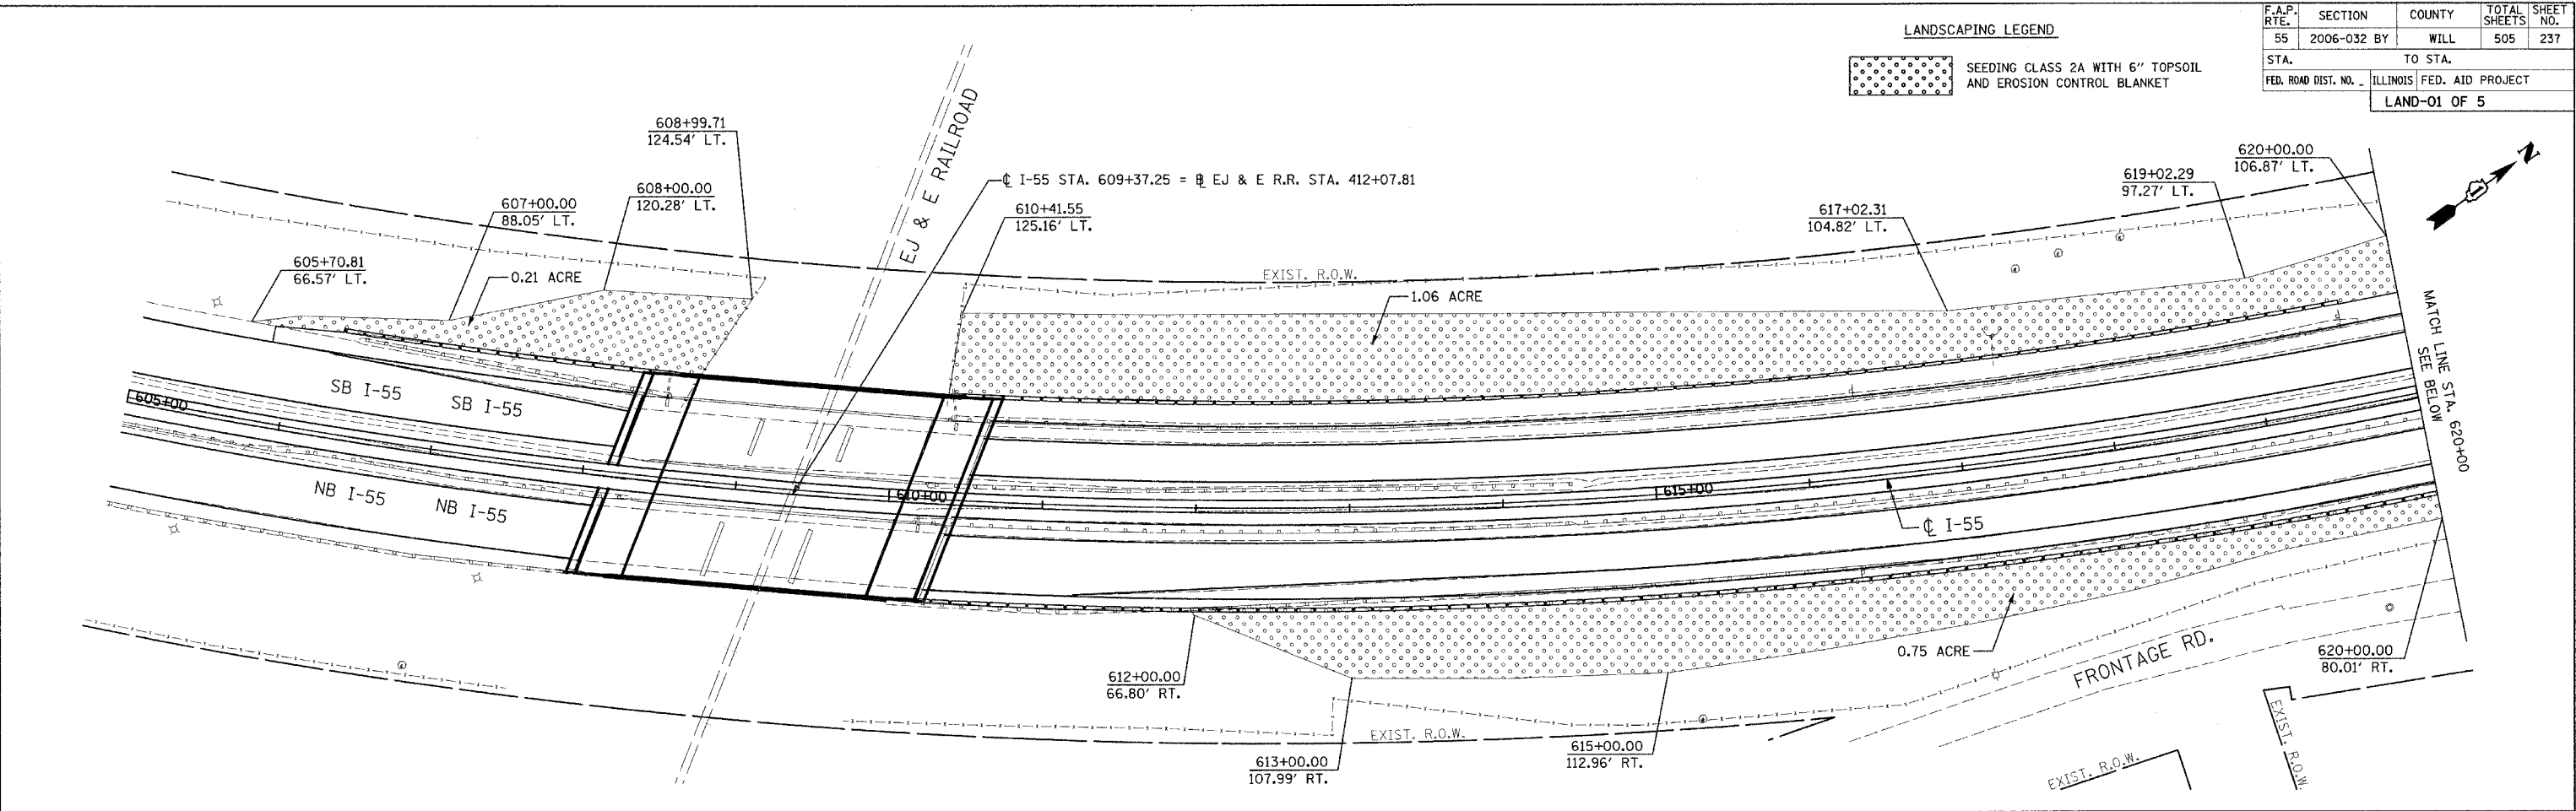 LANDSCAPING LEGEND
SEEDING CLASS 2A WITH 6" TOPSOIL
AND EROSION CONTROL BLANKET
F.A.P. RTE. SECTION COUNTY TOTAL SHEETS SHEET NO.
55 2006-032 BY WILL 505 237
STA. TO STA.
FED. ROAD DIST. NO. _ ILLINOIS FED. AID PROJECT
LAND-01 OF 5
608+99.71
124.54' LT.
608+00.00
120.28' LT.
607+00.00
88.05' LT.
605+70.81
66.57' LT.
0.21 ACRE
EJ & E RAILROAD
℄ I-55 STA. 609+37.25 = ℄ EJ & E R.R. STA. 412+07.81
610+41.55
125.16' LT.
617+02.31
104.82' LT.
619+02.29
97.27' LT.
620+00.00
106.87' LT.
N
EXIST. R.O.W.
1.06 ACRE
MATCH LINE STA. 620+00
SEE BELOW
SB I-55
SB I-55
605+00
NB I-55
NB I-55
610+00
615+00
℄ I-55
0.75 ACRE
FRONTAGE RD.
612+00.00
66.80' RT.
613+00.00
107.99' RT.
EXIST. R.O.W.
615+00.00
112.96' RT.
620+00.00
80.01' RT.
EXIST. R.O.W.
EXIST. R.O.W.